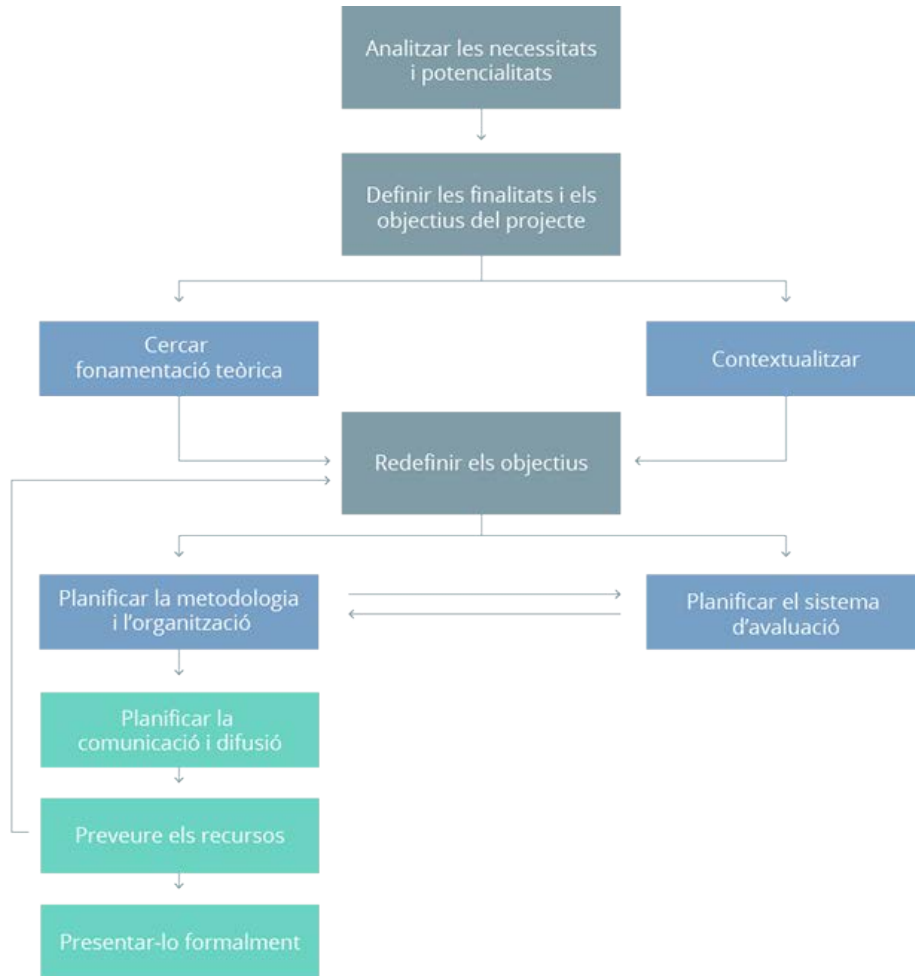 Analitzar les necessitats
i potencialitats
Definir les finalitats i els
objectius del projecte
Cercar
fonamentació teòrica
Contextualitzar
Redefinir els objectius
Planificar la metodologia
i l'organització
Planificar el sistema
d'avaluació
Planificar la
comunicació i difusió
Preveure els recursos
Presentar-lo formalment